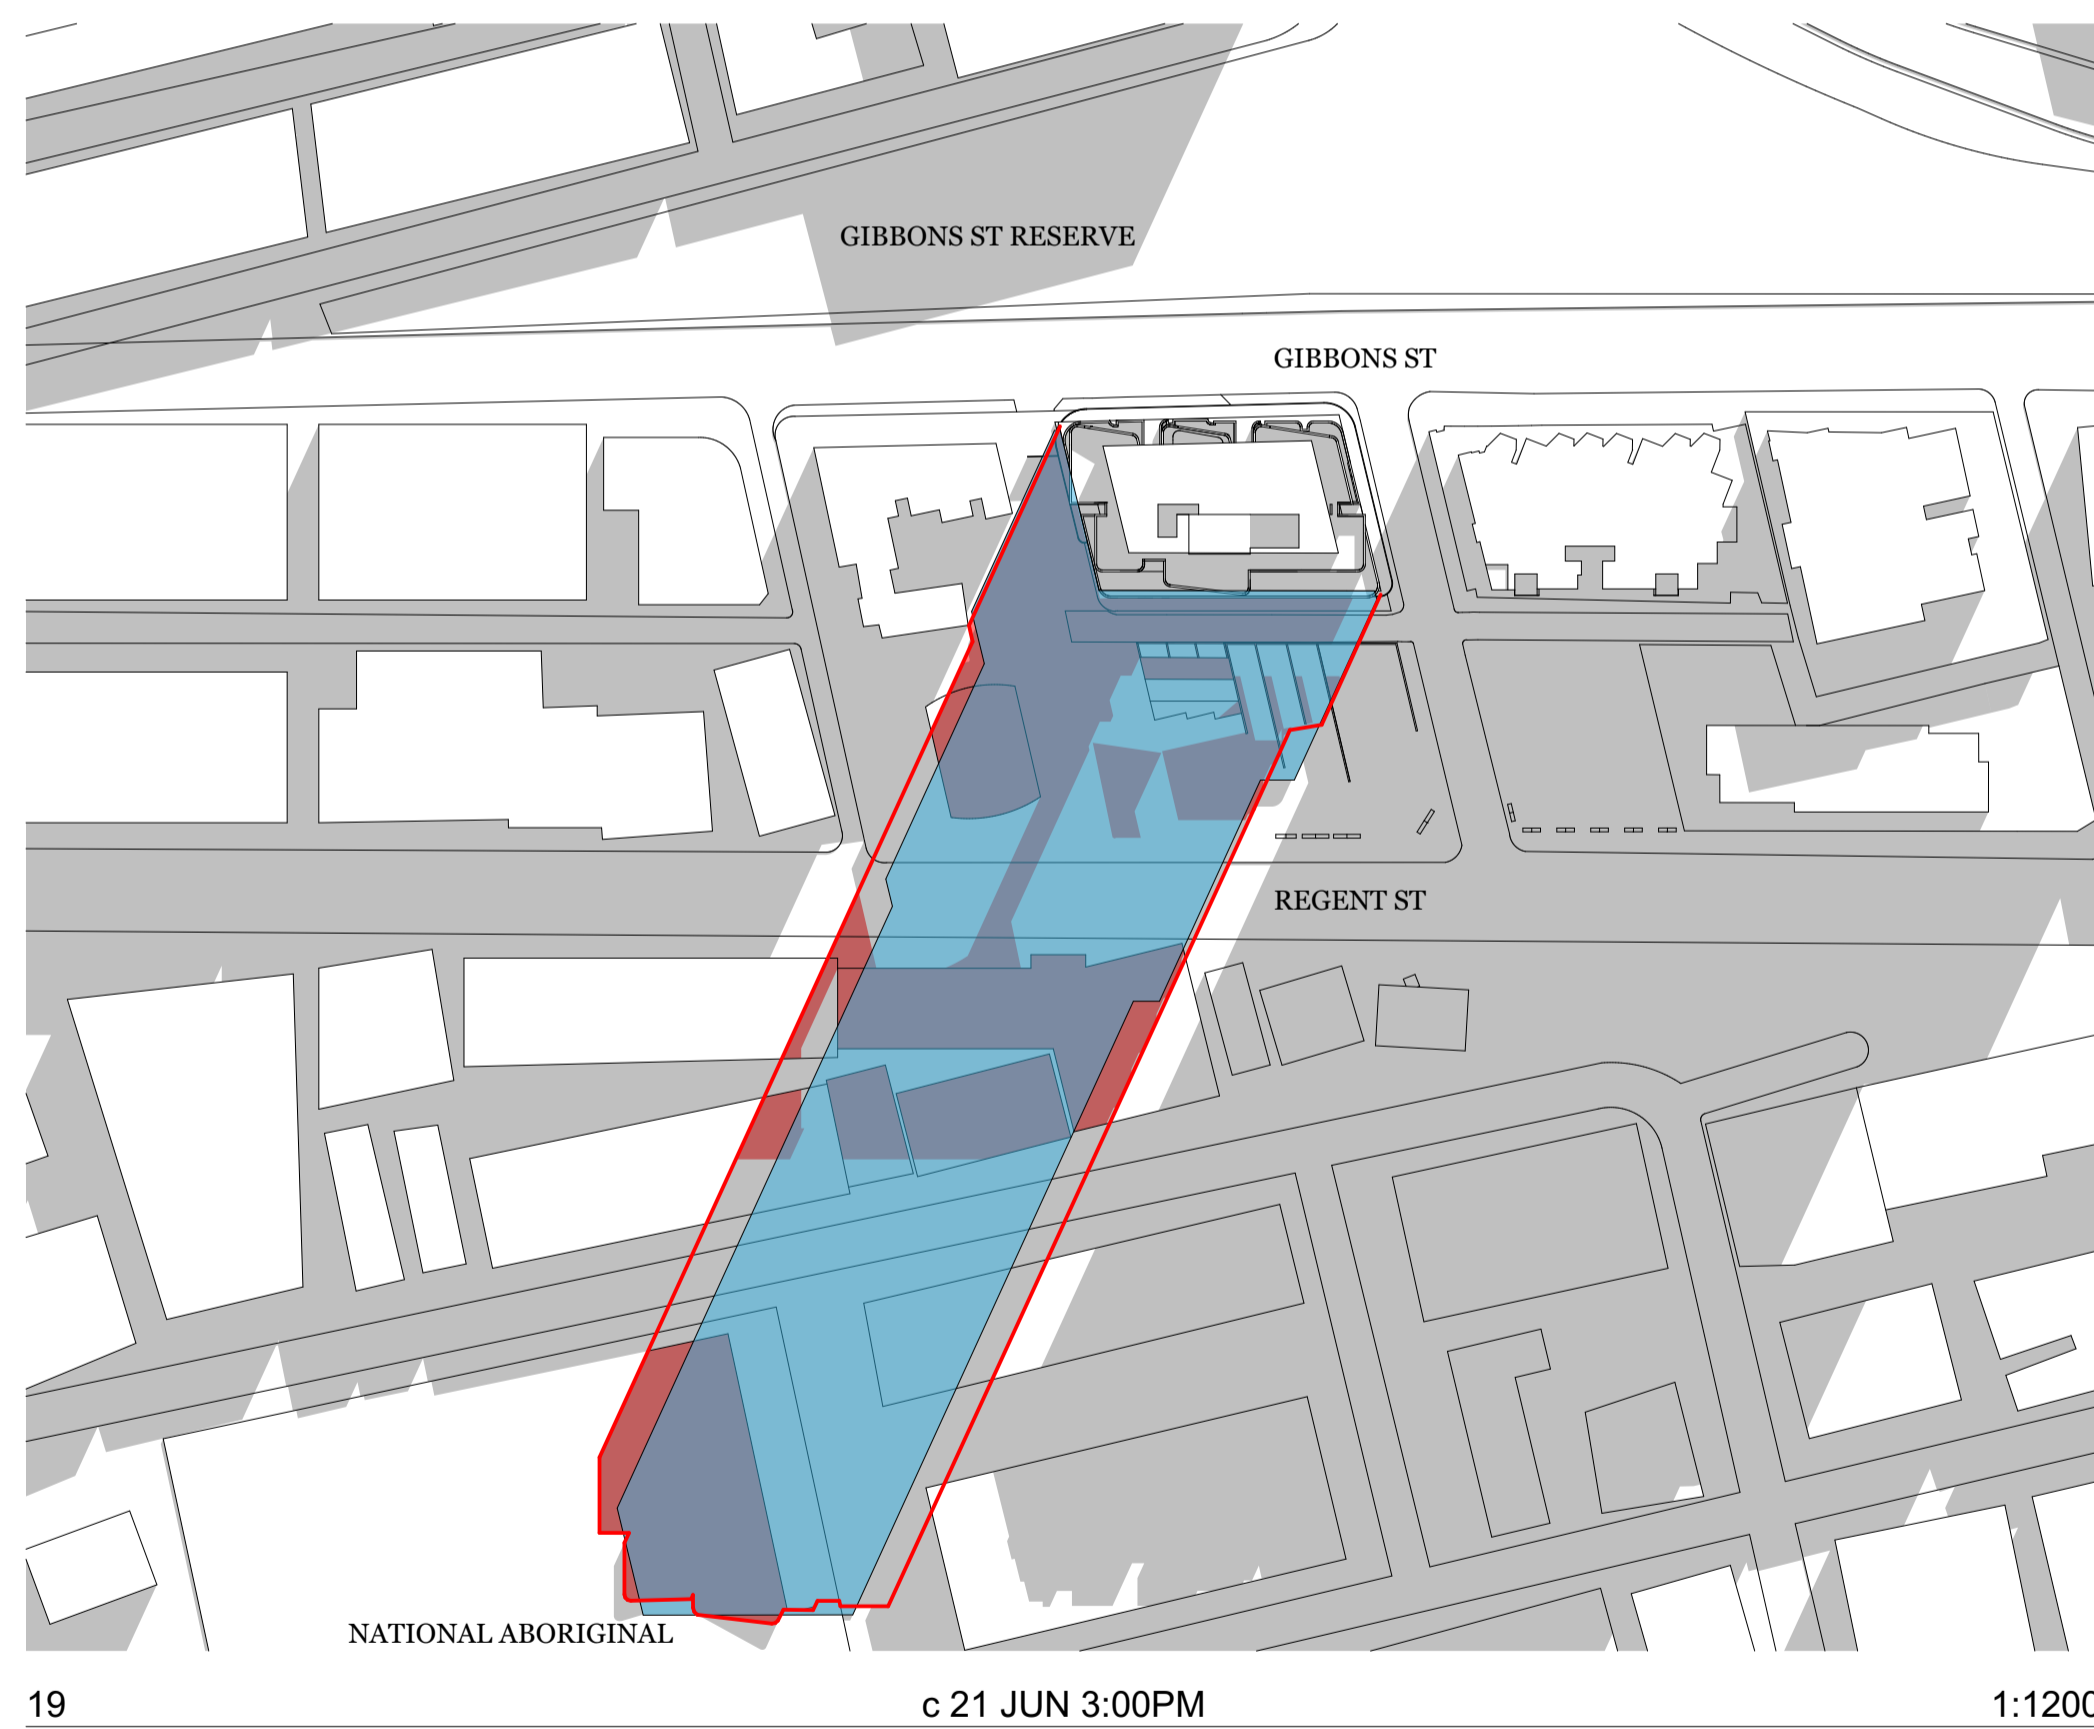 GIBBONS ST RESERVE
GIBBONS ST
REGENT ST
NATIONAL ABORIGINAL
19
c 21 JUN 3:00PM
1:1200